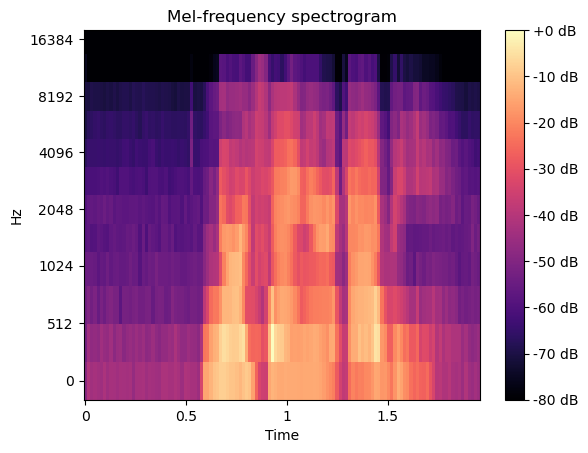 Mel-frequency spectrogram
16384
8192
4096
2048
1024
512
0
Hz
0
0.5
1
1.5
Time
+0 dB
-10 dB
-20 dB
-30 dB
-40 dB
-50 dB
-60 dB
-70 dB
-80 dB